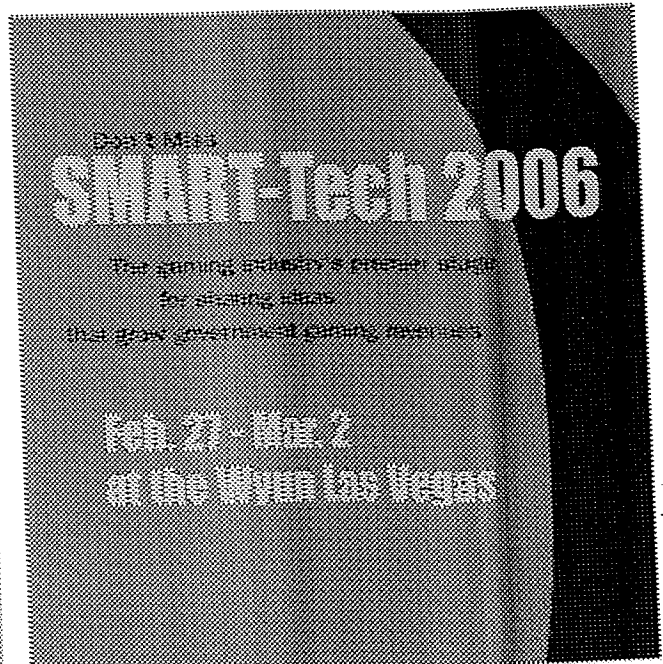 Don't Miss
SMART-Tech 2006
The gaming industry's premier
for sharing ideas
that grow government gaming revenues
Feb. 27 - Mar. 2
at the Wynn Las Vegas